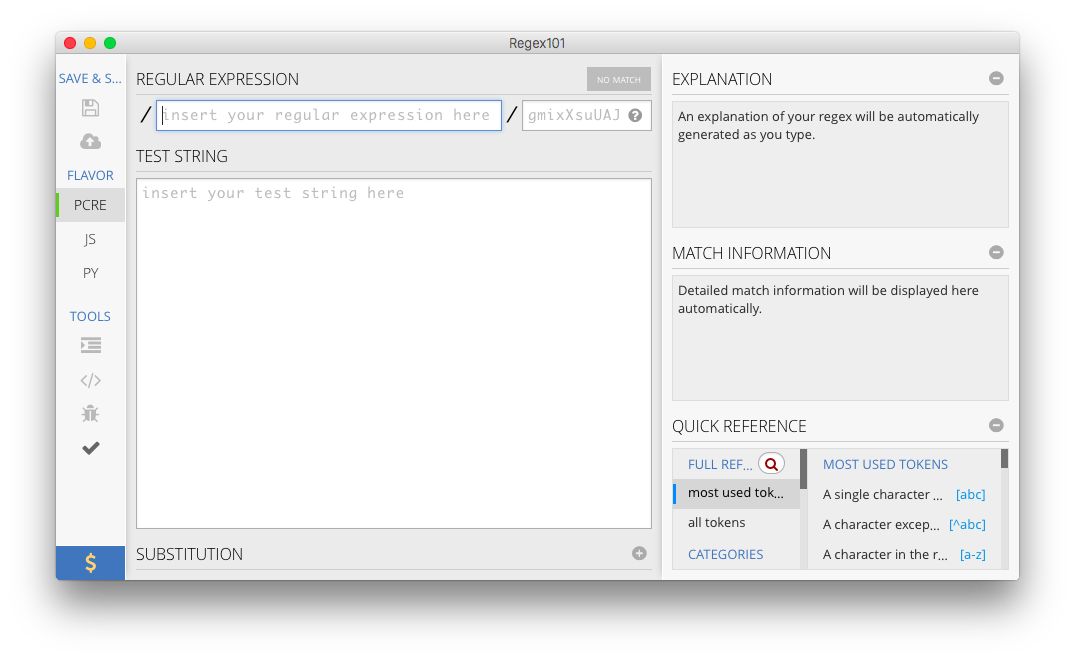 Regex101
SAVE & S...
FLAVOR
PCRE
JS
PY
TOOLS
$
REGULAR EXPRESSION
NO MATCH
/ insert your regular expression here / gmixXsuUAJ ?
TEST STRING
insert your test string here
SUBSTITUTION
EXPLANATION
An explanation of your regex will be automatically
generated as you type.
MATCH INFORMATION
Detailed match information will be displayed here
automatically.
QUICK REFERENCE
FULL REF...
most used tok...
all tokens
CATEGORIES
MOST USED TOKENS
A single character ... [abc]
A character excep... [^abc]
A character in the r... [a-z]